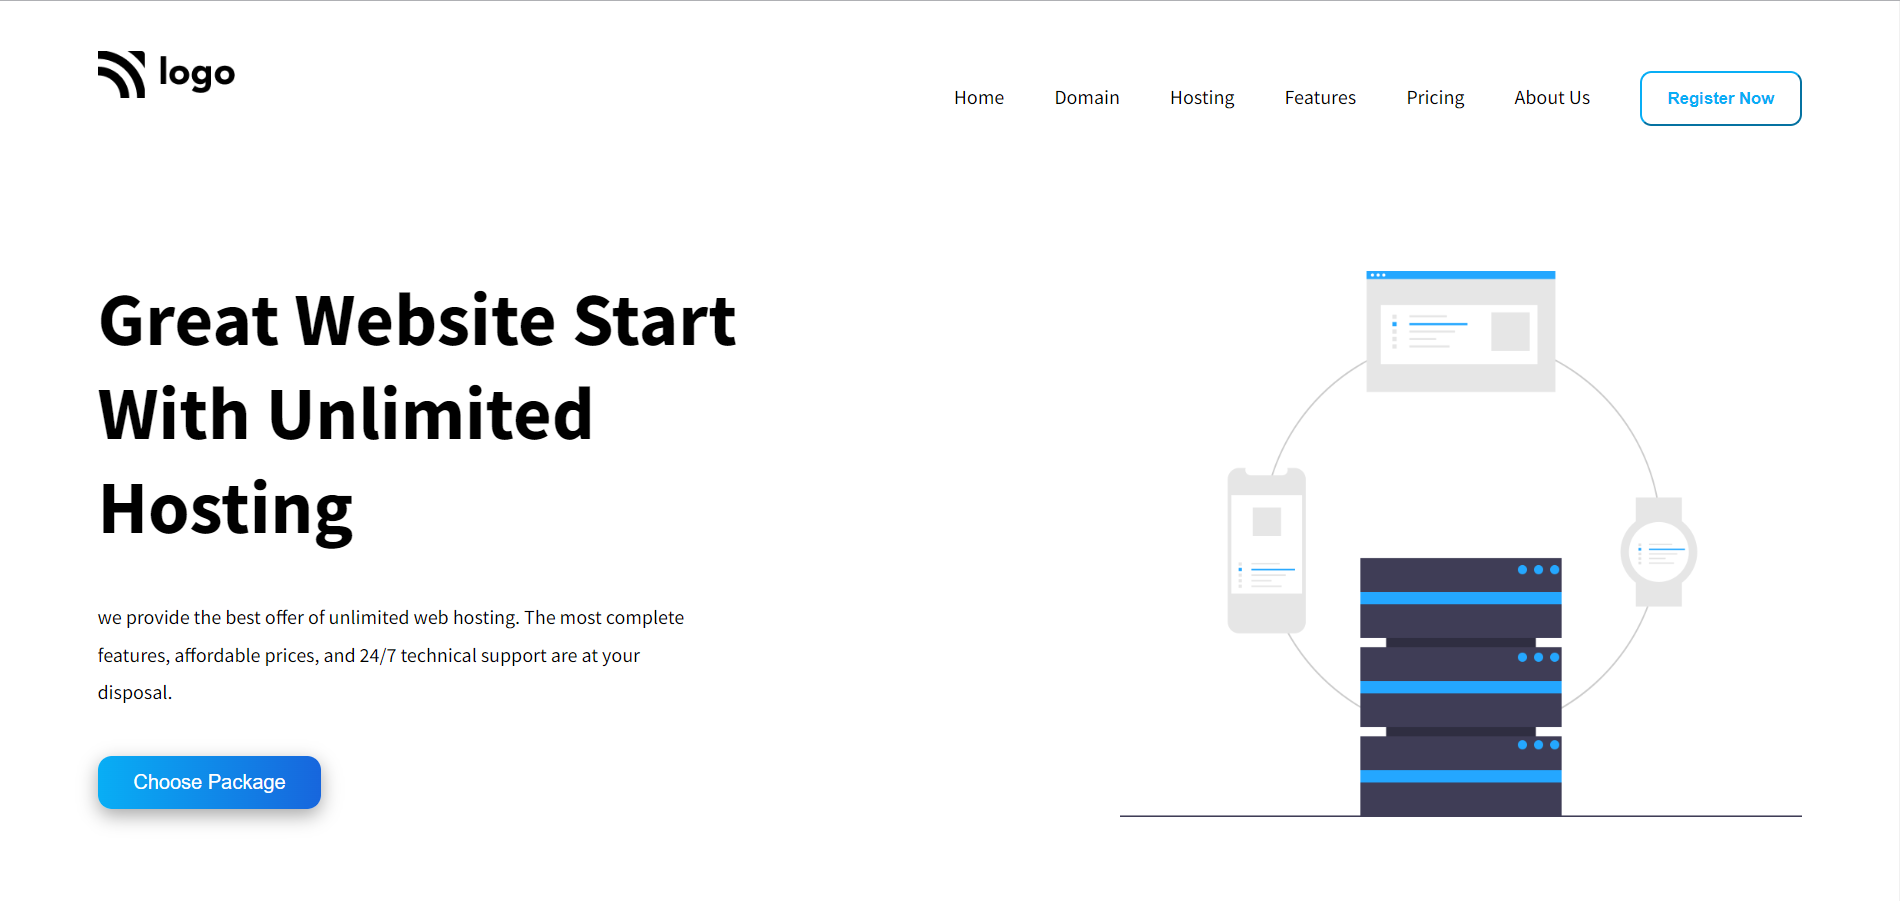 logo
Home Domain Hosting Features Pricing About Us Register Now
Great Website Start
With Unlimited
Hosting
we provide the best offer of unlimited web hosting. The most complete
features, affordable prices, and 24/7 technical support are at your
disposal.
Choose Package